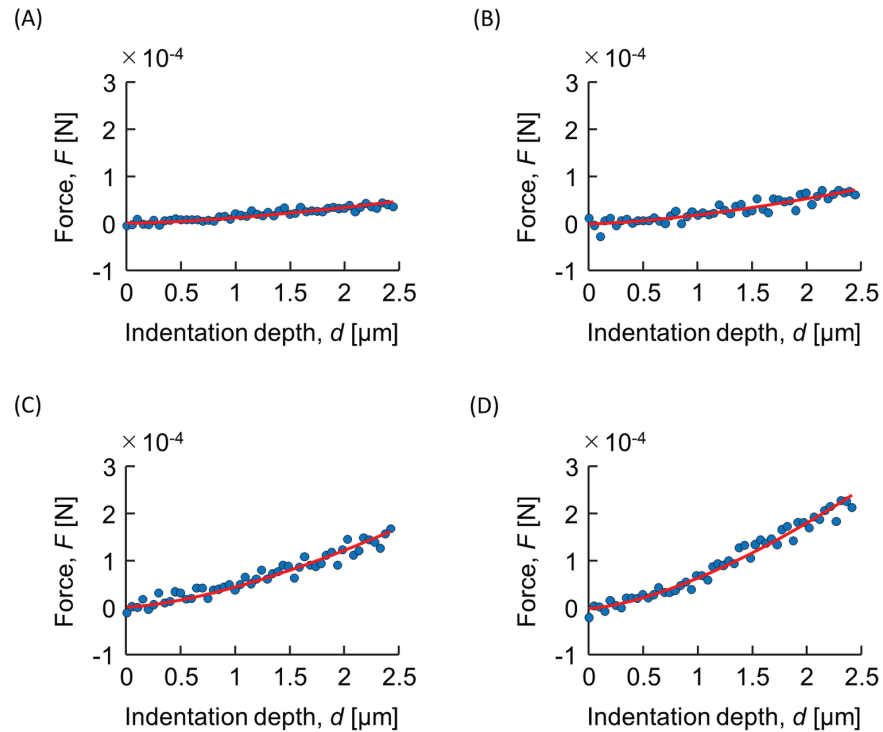 (A)
× 10-4
3
2
1
0
-1
Force, F [N]
0 0.5 1 1.5 2 2.5
Indentation depth, d [µm]
(B)
× 10-4
3
2
1
0
-1
Force, F [N]
0 0.5 1 1.5 2 2.5
Indentation depth, d [µm]
(C)
× 10-4
3
2
1
0
-1
Force, F [N]
0 0.5 1 1.5 2 2.5
Indentation depth, d [µm]
(D)
× 10-4
3
2
1
0
-1
Force, F [N]
0 0.5 1 1.5 2 2.5
Indentation depth, d [µm]